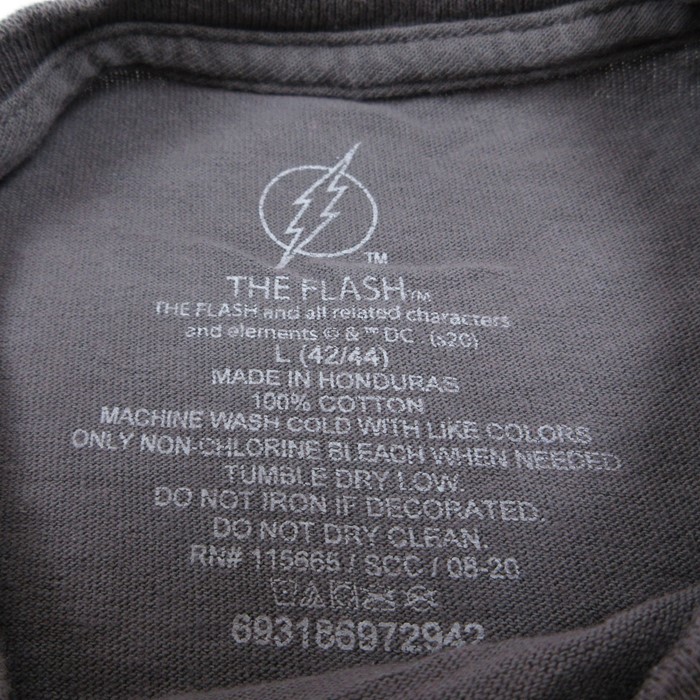 TM
THE FLASH™
THE FLASH and all related characters
and elements © & ™ DC. (s20)
L (42/44)
MADE IN HONDURAS
100% COTTON
MACHINE WASH COLD WITH LIKE COLORS
ONLY NON-CHLORINE BLEACH WHEN NEEDED
TUMBLE DRY LOW.
DO NOT IRON IF DECORATED.
DO NOT DRY CLEAN.
RN# 115665 / SCC / 08-20
693186972942